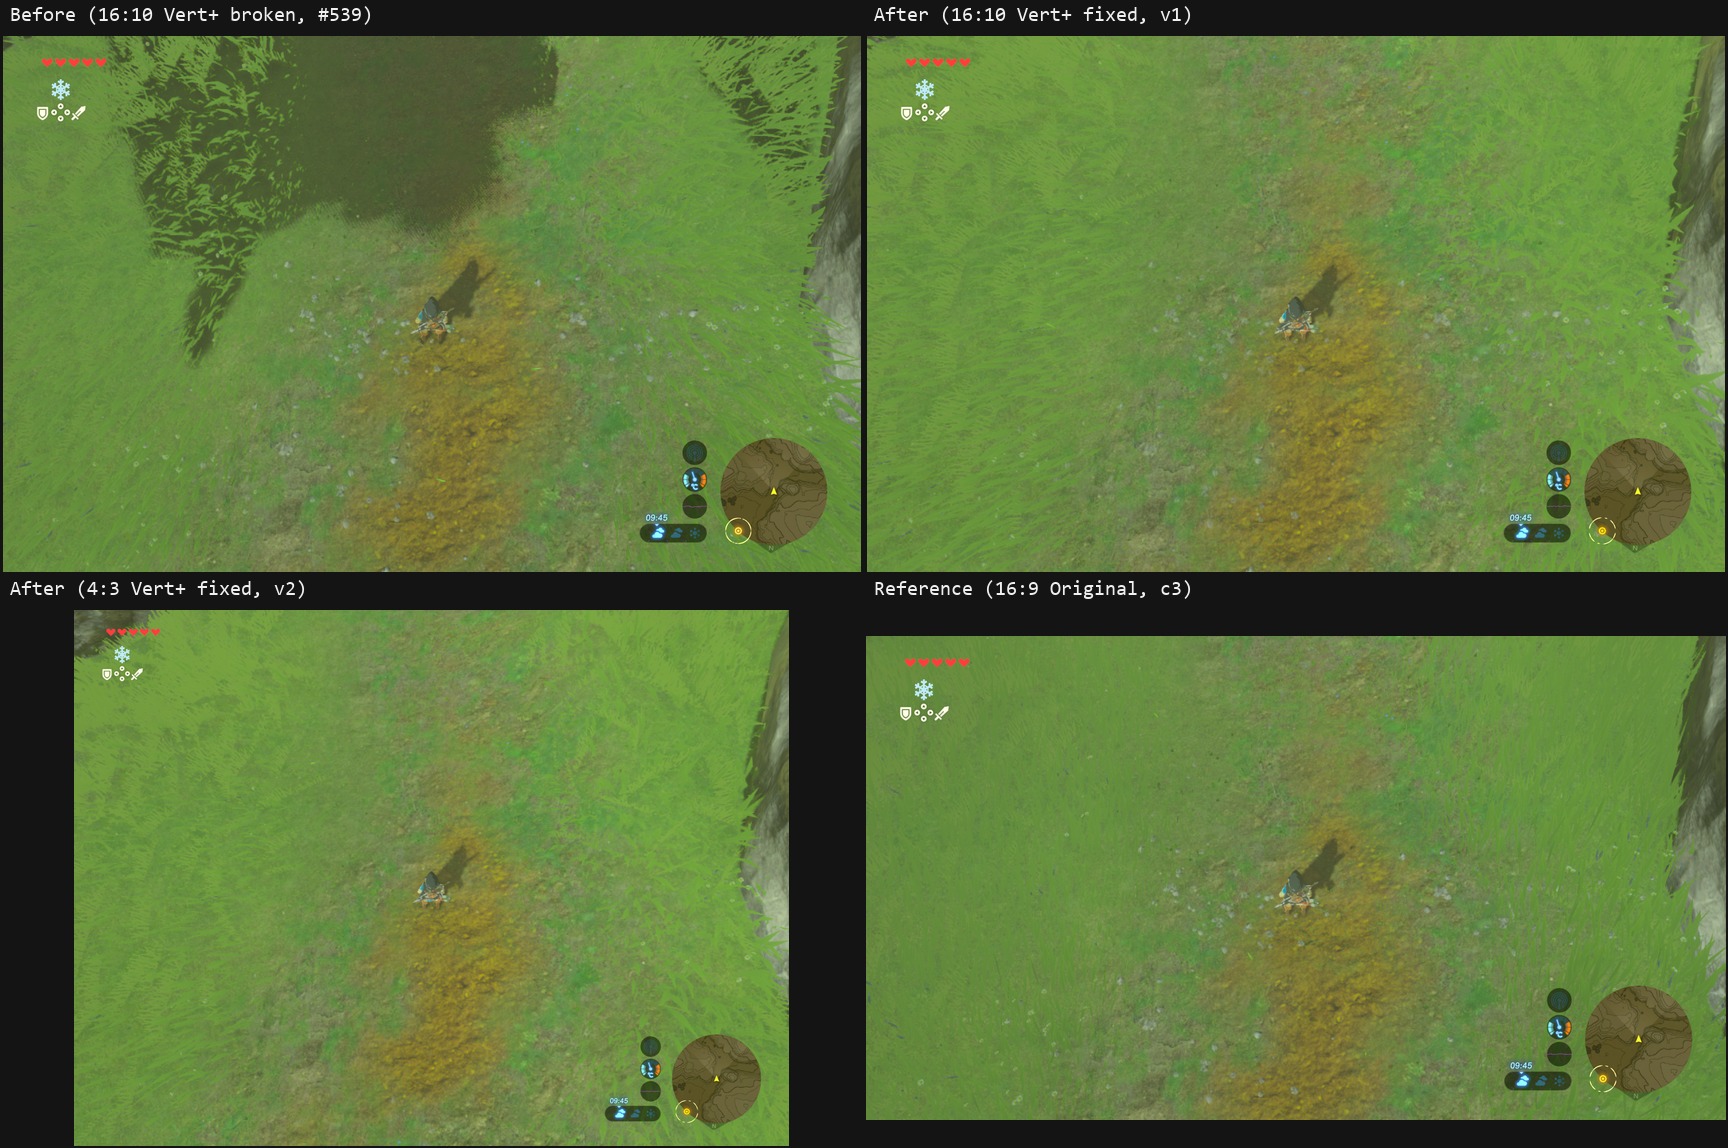 Before (16:10 Vert+ broken, #539)
After (16:10 Vert+ fixed, v1)
09:45
09:45
N
N
After (4:3 Vert+ fixed, v2)
Reference (16:9 Original, c3)
09:45
09:45
N
N